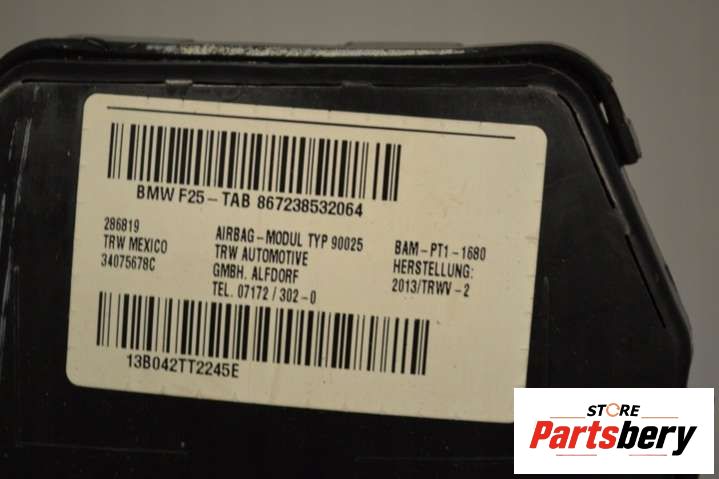 BMW F25-TAB 867238532064
286819
TRW MEXICO
34075678C
AIRBAG-MODUL TYP 90025
TRW AUTOMOTIVE
GMBH. ALFDORF
TEL. 07172 / 302-0
BAM-PT1-1680
HERSTELLUNG:
2013/TRWV-2
13B042TT2245E
STORE
Partsbery